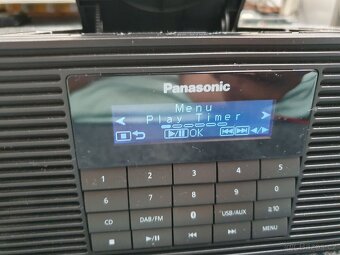 Panasonic
Menu
Play Timer
OK
1 2 3 4 5
6 7 8 9 0
CD DAB/FM USB/AUX ≥10
MENU